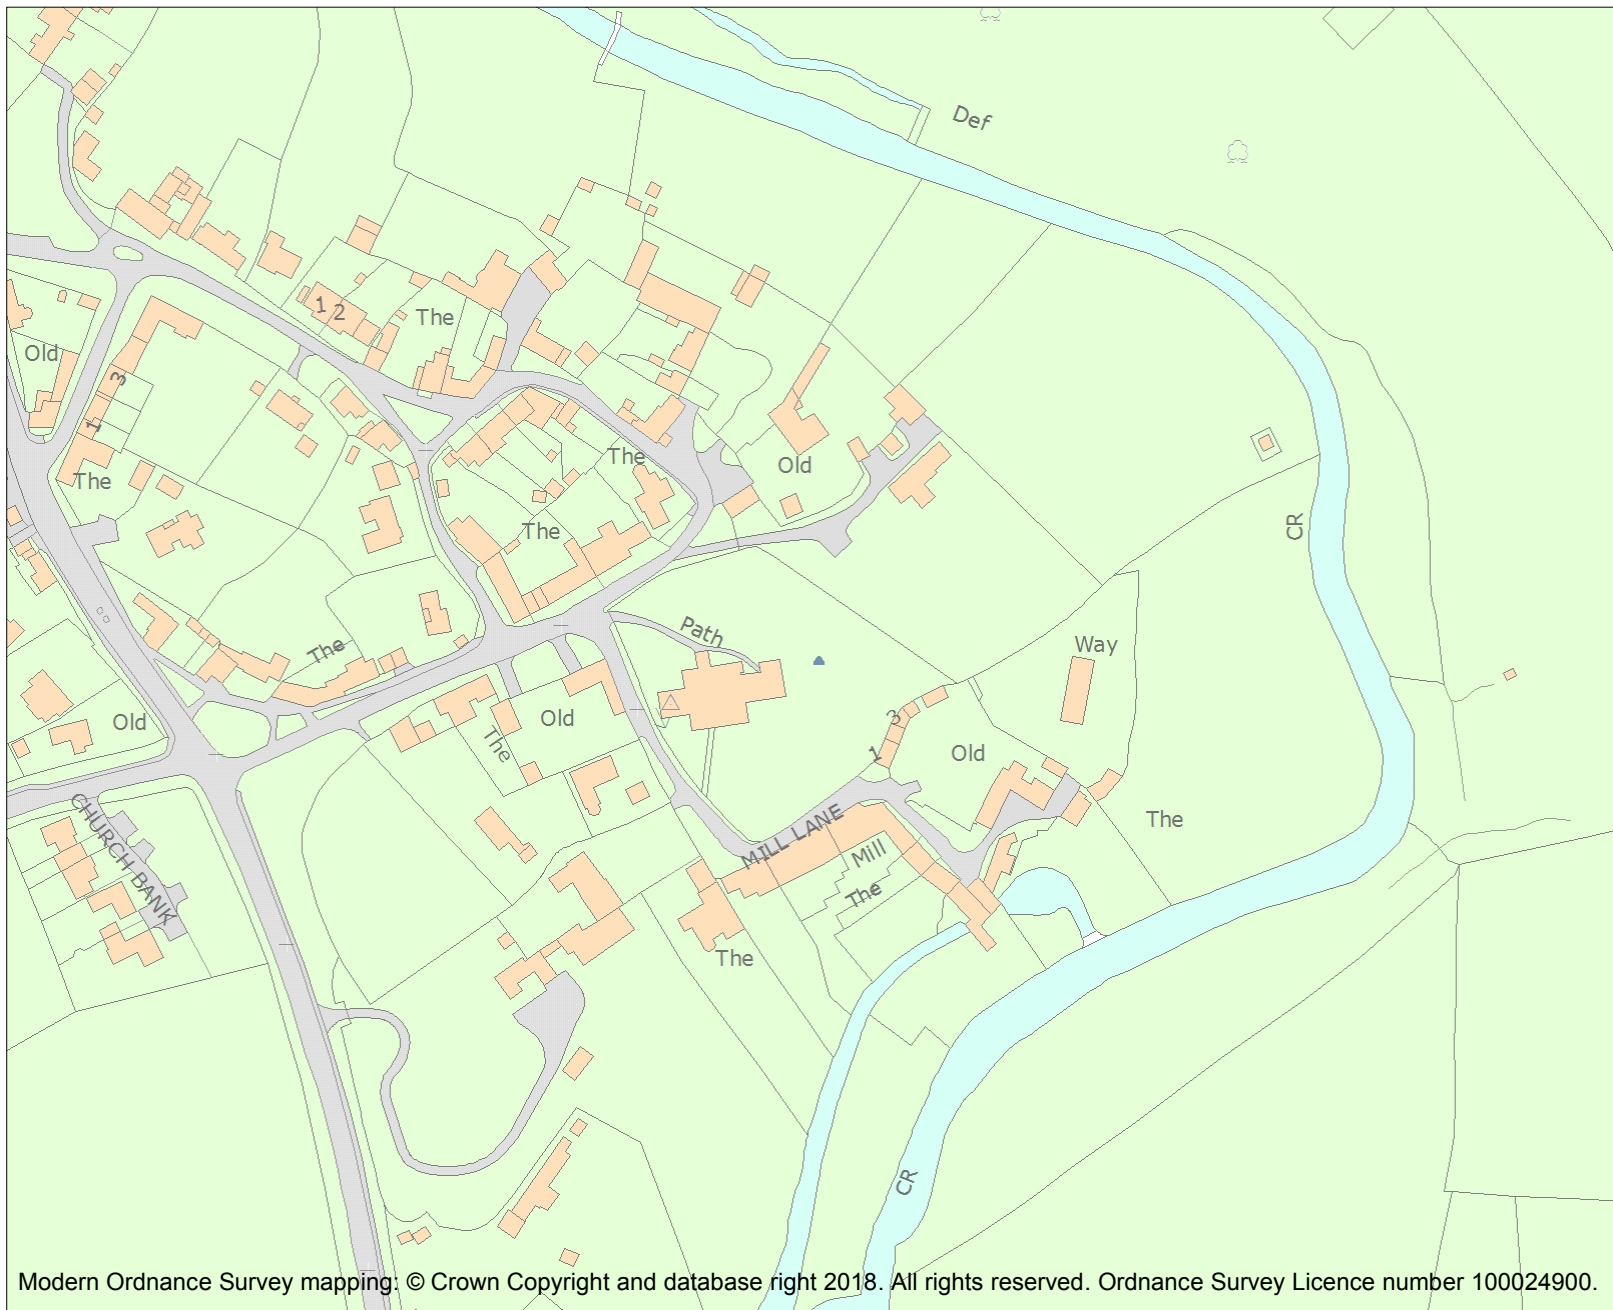 Def
1 2
The
Old
3
1
The
The
Old
The
CR
Path
Way
The
3
Old
Old
The
1
Old
The
CHURCH BANK
MILL LANE
Mill
The
The
CR
Modern Ordnance Survey mapping: © Crown Copyright and database right 2018. All rights reserved. Ordnance Survey Licence number 100024900.